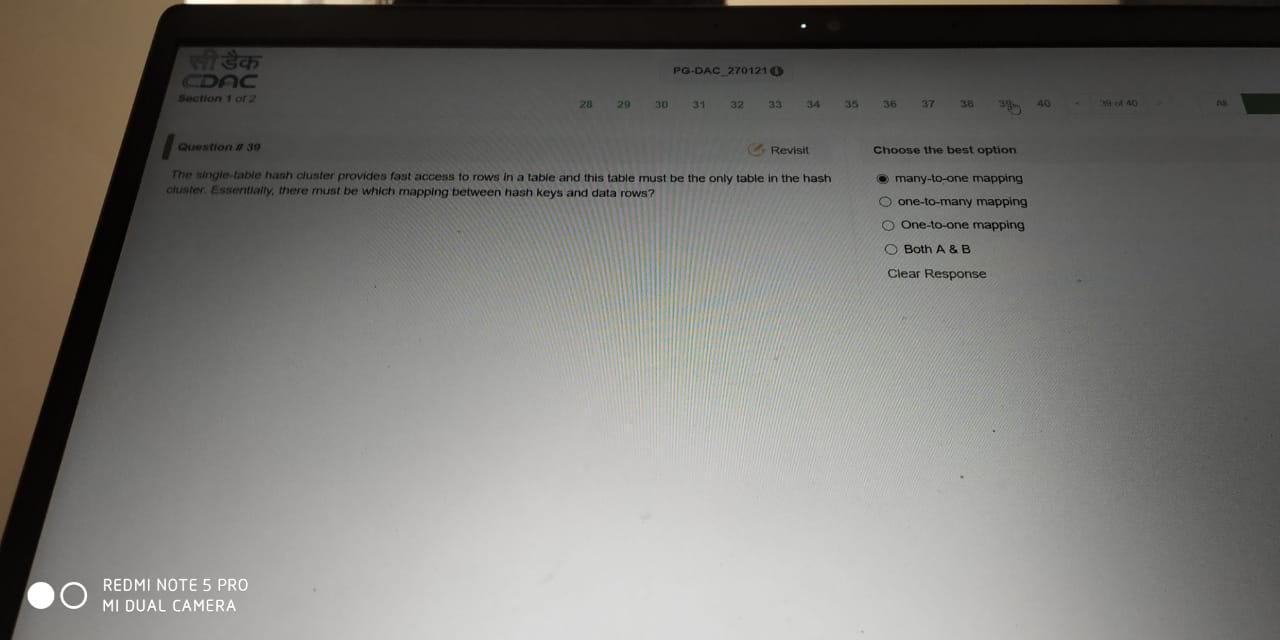 सी डैक
CDAC
Section 1 of 2
PG-DAC_270121
28 29 30 31 32 33 34 35 36 37 38 39 40 < 39 of 40 > All
Question # 39
Revisit
The single-table hash cluster provides fast access to rows in a table and this table must be the only table in the hash
cluster. Essentially, there must be which mapping between hash keys and data rows?
Choose the best option
many-to-one mapping
one-to-many mapping
One-to-one mapping
Both A & B
Clear Response
REDMI NOTE 5 PRO
MI DUAL CAMERA